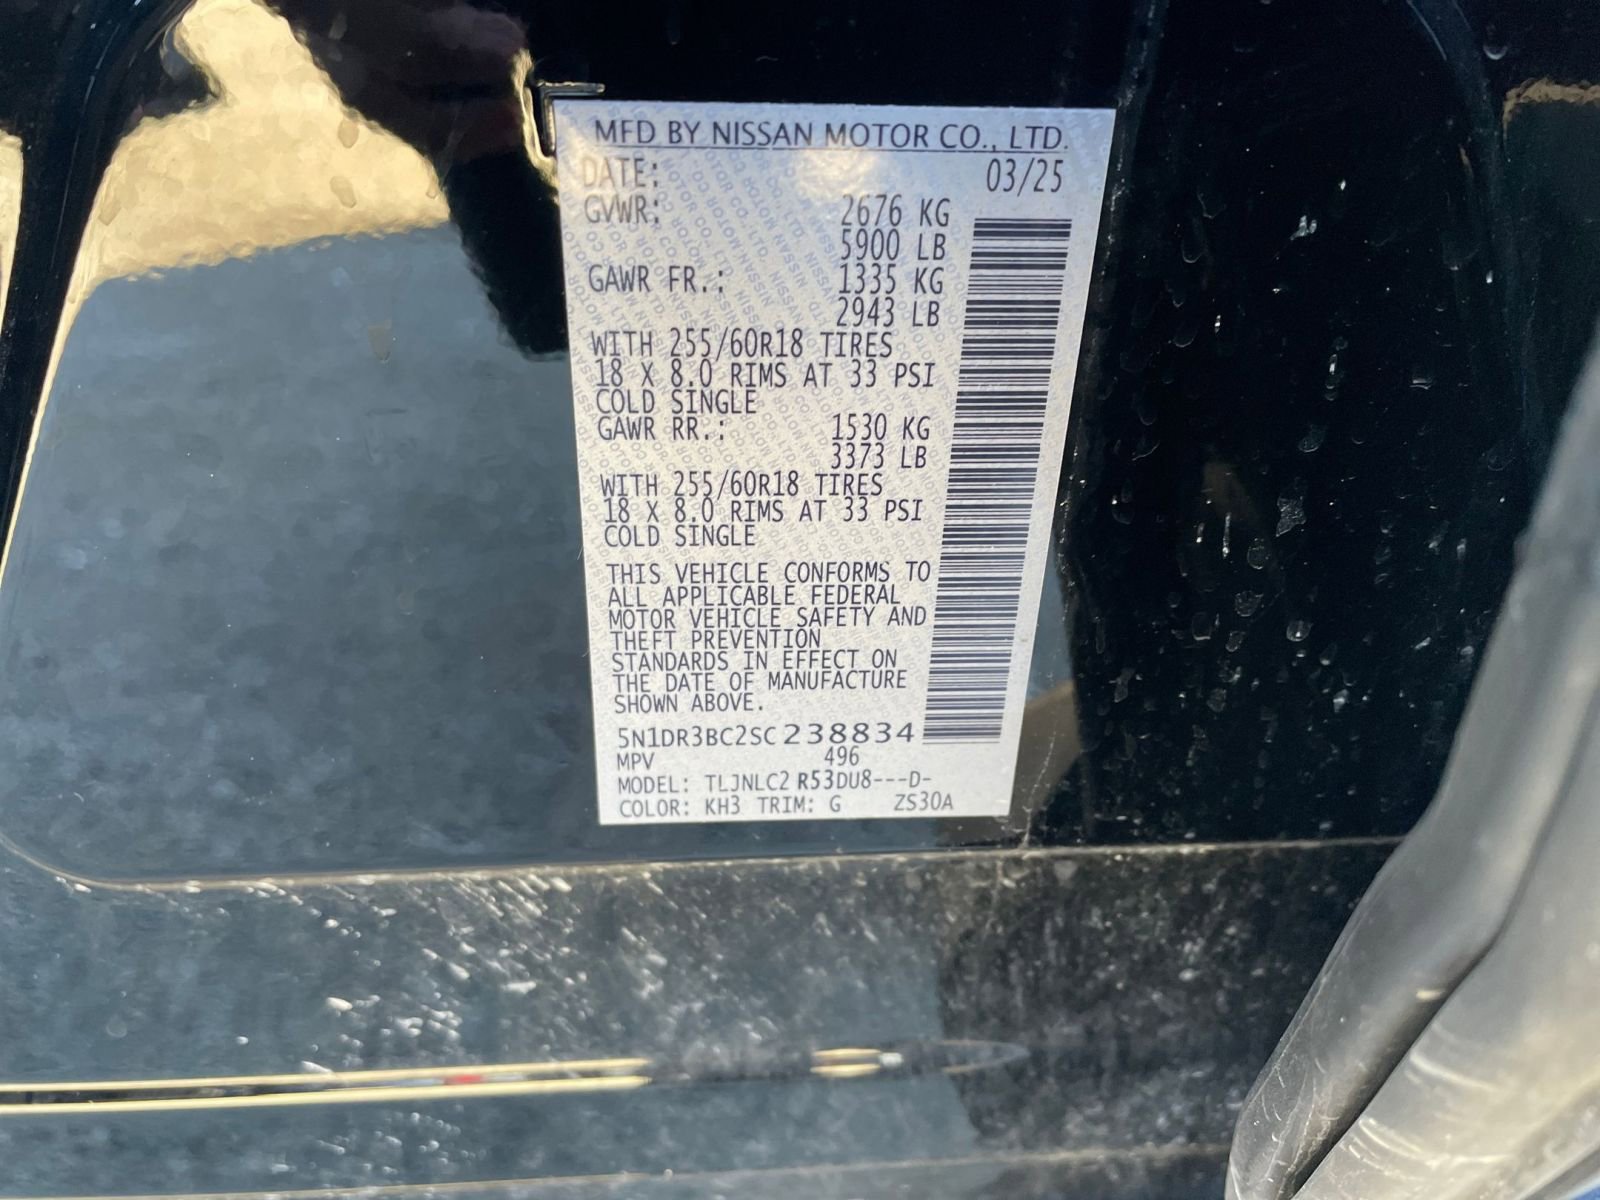 MFD BY NISSAN MOTOR CO., LTD.
DATE: 03/25
GVWR: 2676 KG
5900 LB
GAWR FR.: 1335 KG
2943 LB
WITH 255/60R18 TIRES
18 X 8.0 RIMS AT 33 PSI
COLD SINGLE
GAWR RR.: 1530 KG
3373 LB
WITH 255/60R18 TIRES
18 X 8.0 RIMS AT 33 PSI
COLD SINGLE
THIS VEHICLE CONFORMS TO
ALL APPLICABLE FEDERAL
MOTOR VEHICLE SAFETY AND
THEFT PREVENTION
STANDARDS IN EFFECT ON
THE DATE OF MANUFACTURE
SHOWN ABOVE.
5N1DR3BC2SC238834
MPV 496
MODEL: TLJNLC2 R53DU8---D-
COLOR: KH3 TRIM: G ZS30A